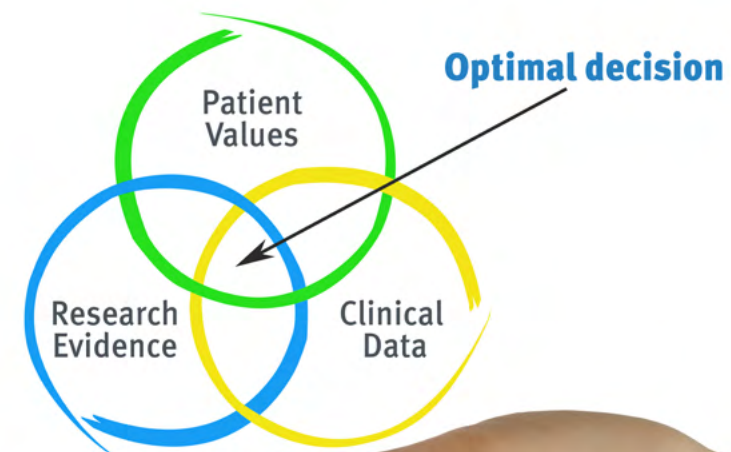 Optimal decision
Patient
Values
Research
Evidence
Clinical
Data